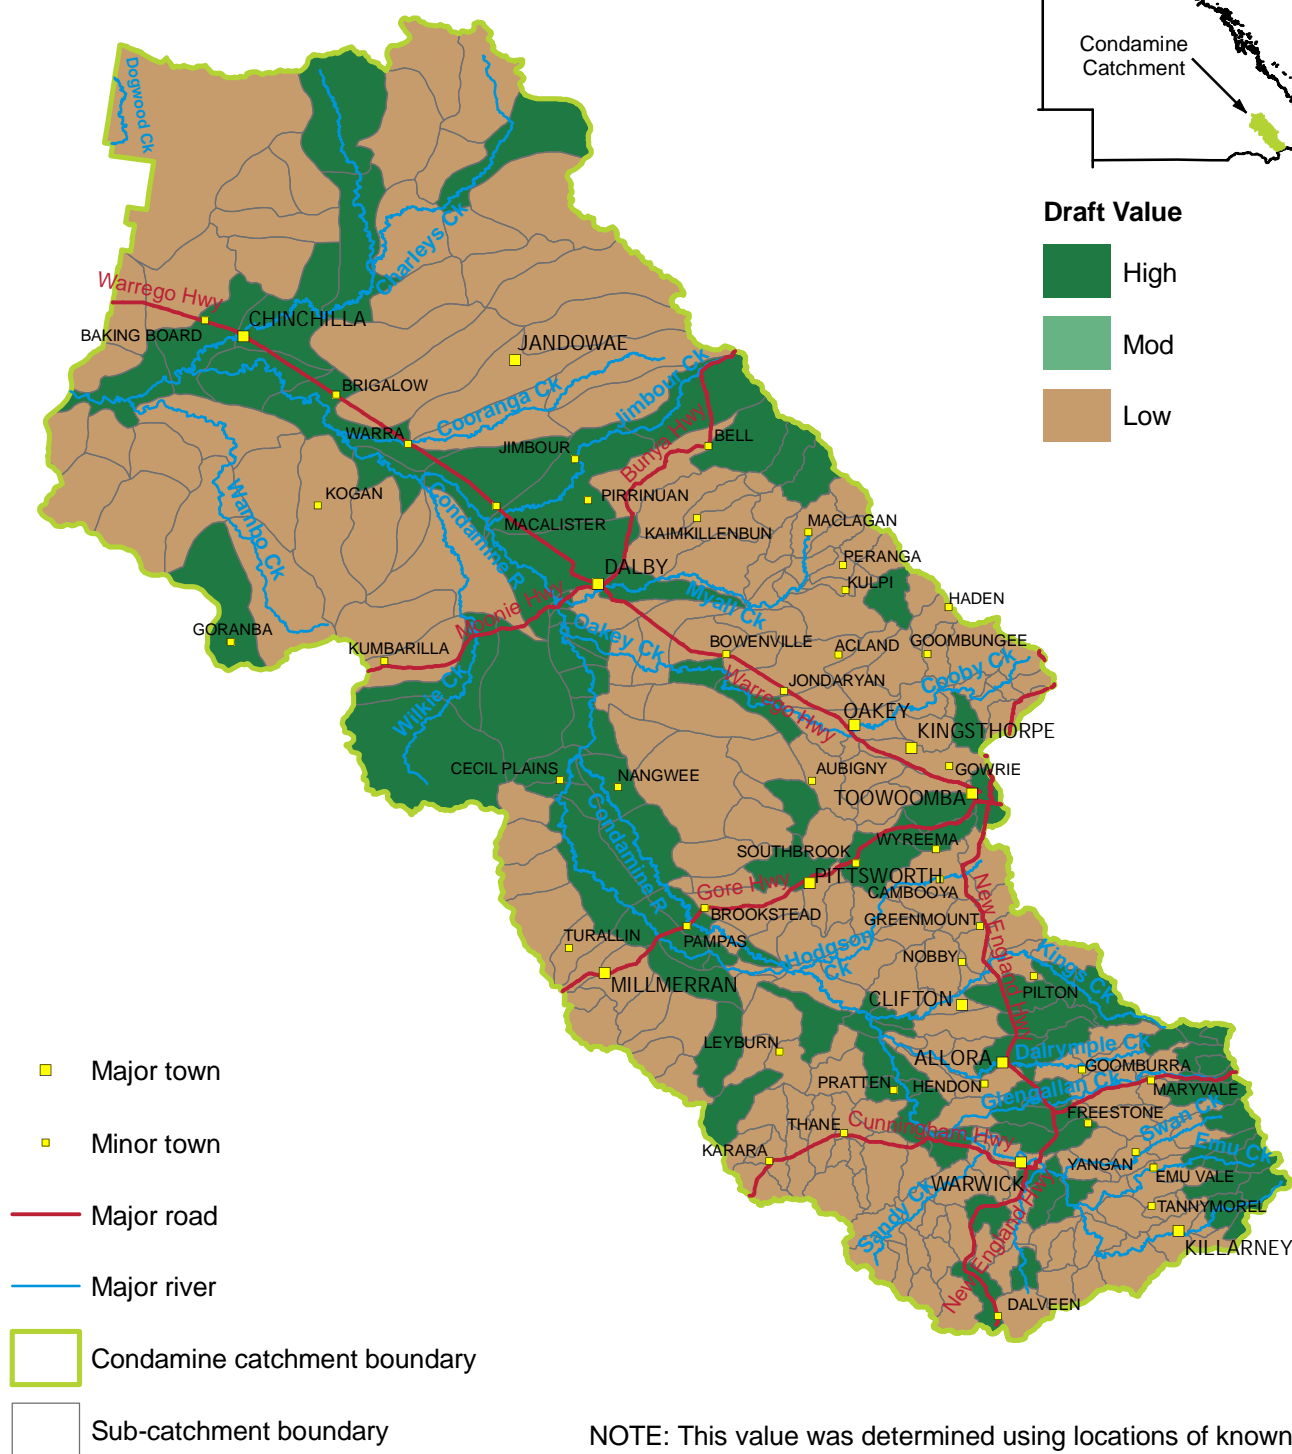 Condamine
Catchment
Draft Value
High
Mod
Low
Dogwood Ck
Charleys Ck
Warrego Hwy
BAKING BOARD
CHINCHILLA
JANDOWAE
BRIGALOW
Cooranga Ck
Jimbour Ck
WARRA
JIMBOUR
Bunya Hwy
BELL
KOGAN
Wambo Ck
Condamine R
PIRRINUAN
MACALISTER
KAIMKILLENBUN
MACLAGAN
PERANGA
KULPI
HADEN
DALBY
Myall Ck
Moonie Hwy
Oakey Ck
GORANBA
KUMBARILLA
BOWENVILLE
ACLAND
GOOMBUNGEE
Cooby Ck
JONDARYAN
Warrego Hwy
Wilkie Ck
OAKEY
KINGSTHORPE
CECIL PLAINS
NANGWEE
AUBIGNY
GOWRIE
TOOWOOMBA
Condamine R
SOUTHBROOK
WYREEMA
Gore Hwy
PITTSWORTH
CAMBOOYA
New England Hwy
BROOKSTEAD
GREENMOUNT
TURALLIN
PAMPAS
Hodgson
Ck
NOBBY
Kings Ck
MILLMERRAN
CLIFTON
PILTON
LEYBURN
ALLORA
Dalrymple Ck
GOOMBURRA
PRATTEN
HENDON
Glengallan Ck
MARYVALE
THANE
Cunningham Hwy
FREESTONE
Swan Ck
KARARA
YANGAN
Emu Ck
EMU VALE
WARWICK
Sandy Ck
New England Hwy
TANNYMOREL
KILLARNEY
DALVEEN
Major town
Minor town
Major road
Major river
Condamine catchment boundary
Sub-catchment boundary
NOTE: This value was determined using locations of known